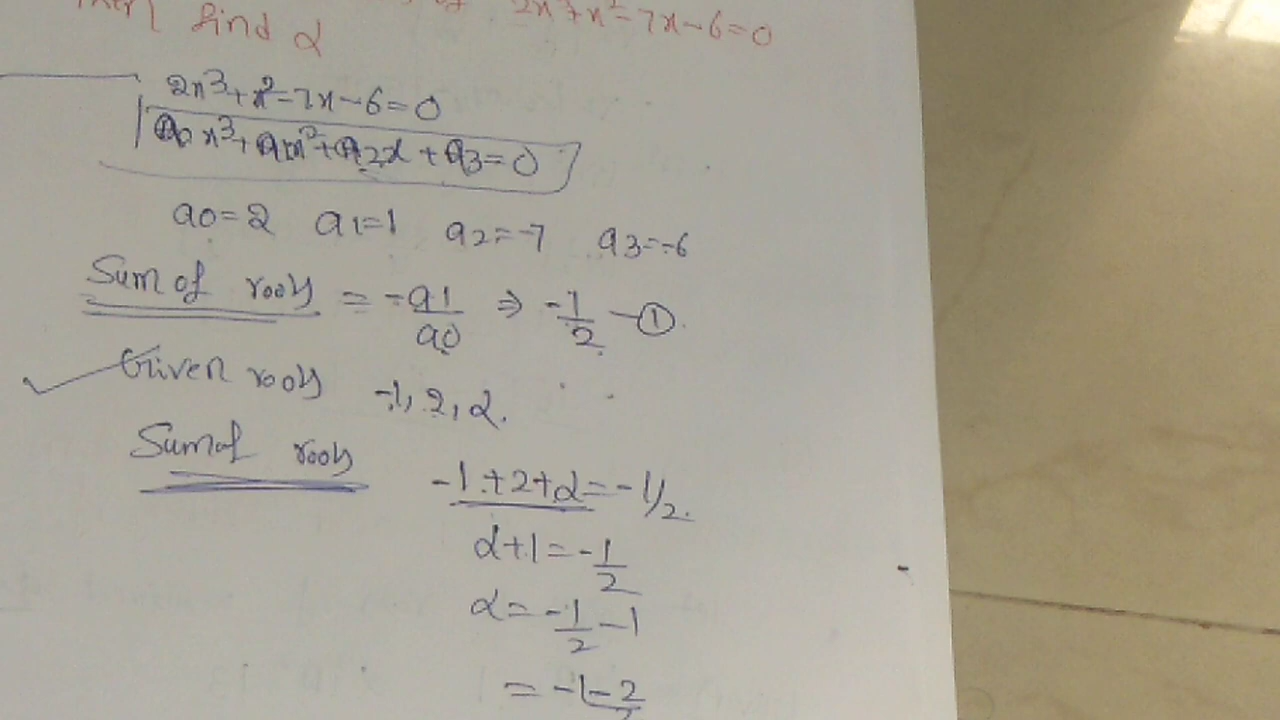 then find α 2x³+x²-7x-6=0
2x³+x²-7x-6=0
a0x³+a1x²+a2x+a3=0
a0=2 a1=1 a2=-7 a3=-6
Sum of roots = -a1/a0 ⇒ -1/2 -①
Given roots -1, 2, α.
Sum of roots -1+2+α=-1/2.
α+1=-1/2
α=-1/2-1
= -1-2/2